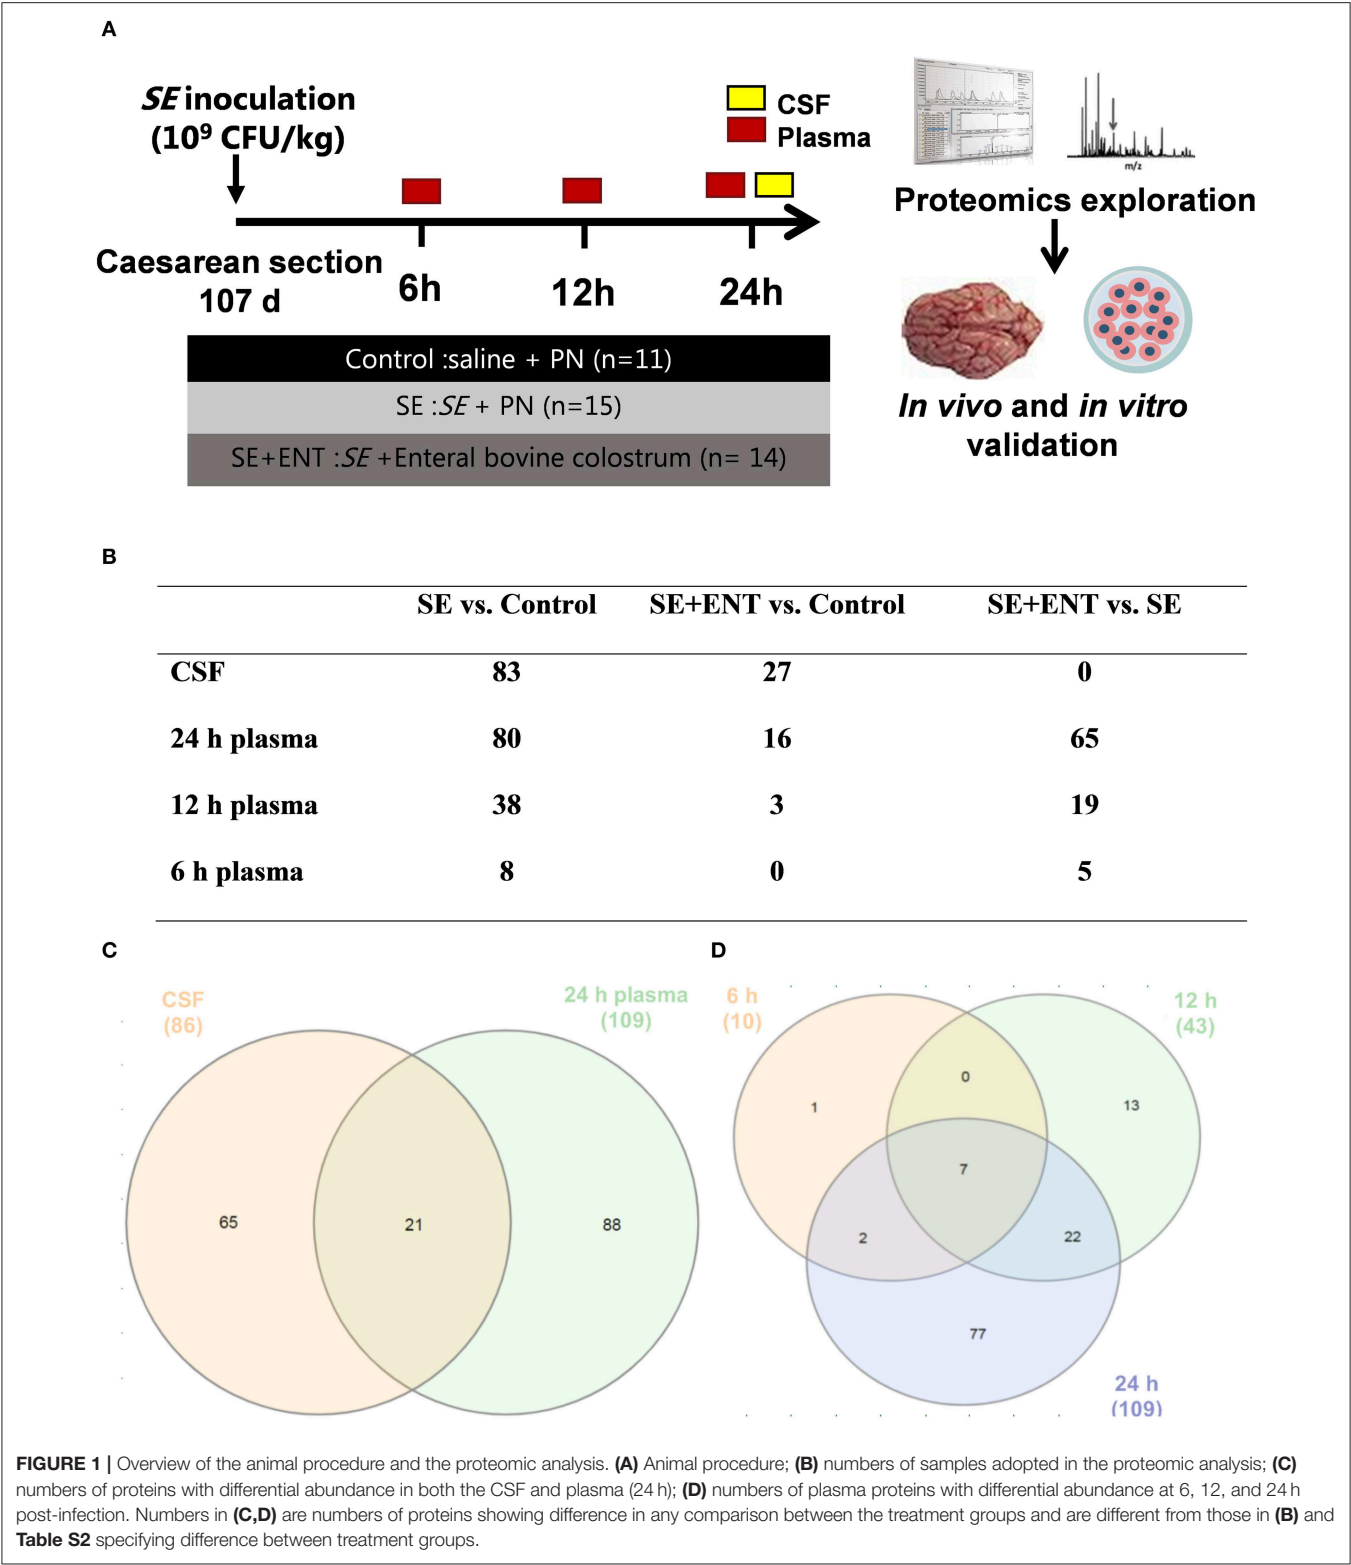 A
SE inoculation
(10⁹ CFU/kg)
CSF
Plasma
Caesarean section
107 d
6h
12h
24h
Control :saline + PN (n=11)
SE :SE + PN (n=15)
SE+ENT :SE +Enteral bovine colostrum (n= 14)
m/z
Proteomics exploration
In vivo and in vitro
validation
B
SE vs. Control SE+ENT vs. Control SE+ENT vs. SE
CSF 83 27 0
24 h plasma 80 16 65
12 h plasma 38 3 19
6 h plasma 8 0 5
C
CSF
(86)
24 h plasma
(109)
65
21
88
D
6 h
(10)
12 h
(43)
0
1
13
7
2
22
77
24 h
(109)
FIGURE 1 | Overview of the animal procedure and the proteomic analysis. (A) Animal procedure; (B) numbers of samples adopted in the proteomic analysis; (C)
numbers of proteins with differential abundance in both the CSF and plasma (24 h); (D) numbers of plasma proteins with differential abundance at 6, 12, and 24 h
post-infection. Numbers in (C,D) are numbers of proteins showing difference in any comparison between the treatment groups and are different from those in (B) and
Table S2 specifying difference between treatment groups.